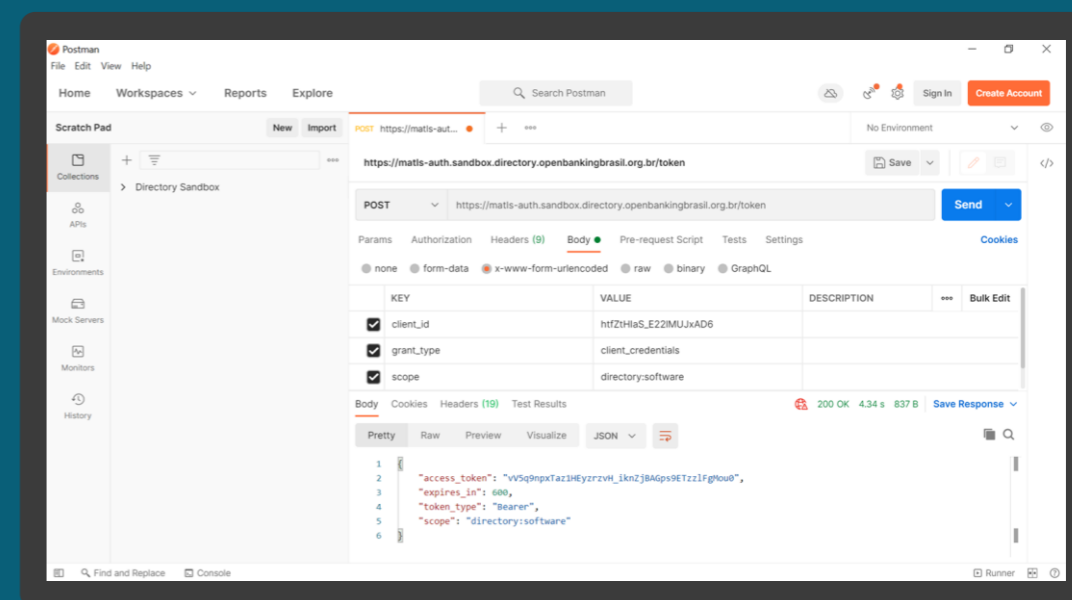 Postman
File Edit View Help
Home Workspaces Reports Explore Search Postman Sign In Create Account
Scratch Pad New Import POST https://matls-aut... No Environment
Collections
https://matls-auth.sandbox.directory.openbankingbrasil.org.br/token Save
Directory Sandbox
POST https://matls-auth.sandbox.directory.openbankingbrasil.org.br/token Send
APIs
Params Authorization Headers (9) Body Pre-request Script Tests Settings Cookies
Environments
none form-data x-www-form-urlencoded raw binary GraphQL
KEY VALUE DESCRIPTION Bulk Edit
Mock Servers
client_id htfZtHIaS_E22IMUJxAD6
grant_type client_credentials
Monitors
scope directory:software
History
Body Cookies Headers (19) Test Results 200 OK 4.34 s 837 B Save Response
Pretty Raw Preview Visualize JSON
1 {
2 "access_token": "vV5q9npxTaz1HEyzrzvH_iknZjBAGps9ETzzlFgMou0",
3 "expires_in": 600,
4 "token_type": "Bearer",
5 "scope": "directory:software"
6 }
Find and Replace Console Runner